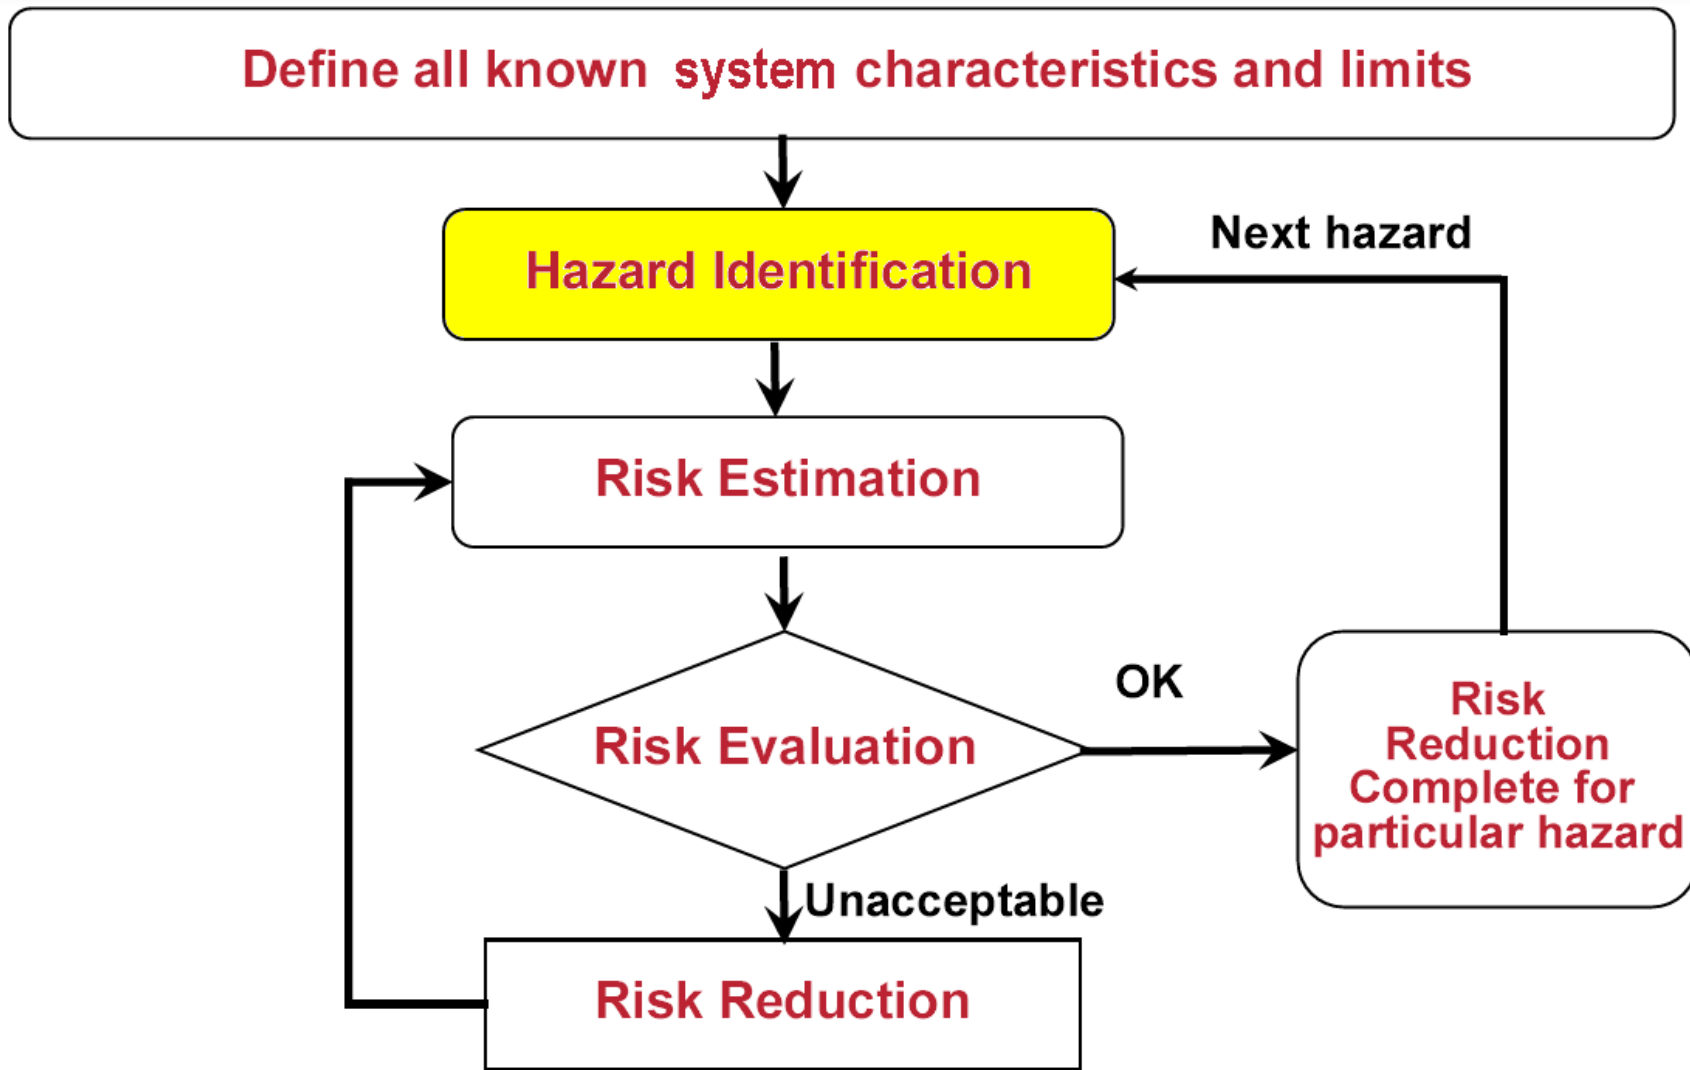 Define all known system characteristics and limits
Hazard Identification
Next hazard
Risk Estimation
Risk Evaluation
OK
Risk
Reduction
Complete for
particular hazard
Unacceptable
Risk Reduction